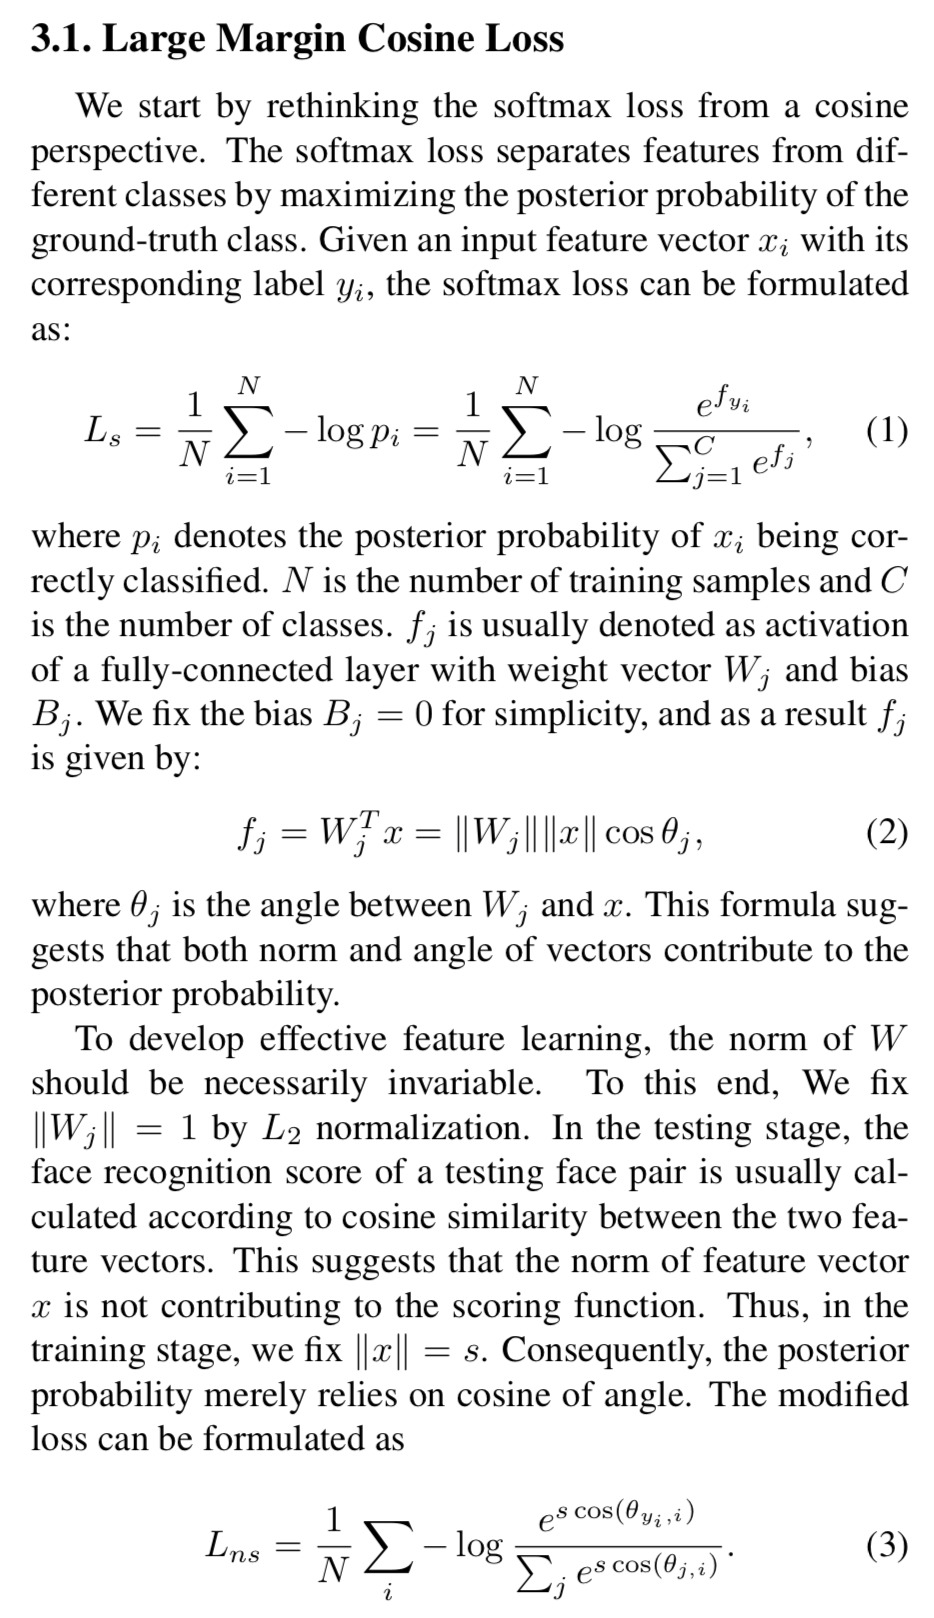 3.1. Large Margin Cosine Loss
We start by rethinking the softmax loss from a cosine
perspective. The softmax loss separates features from dif-
ferent classes by maximizing the posterior probability of the
ground-truth class. Given an input feature vector x_i with its
corresponding label y_i, the softmax loss can be formulated
as:
L_s = \frac{1}{N} \sum_{i=1}^{N} -\log p_i = \frac{1}{N} \sum_{i=1}^{N} -\log \frac{e^{f_{y_i}}}{\sum_{j=1}^{C} e^{f_j}}, (1)
where p_i denotes the posterior probability of x_i being cor-
rectly classified. N is the number of training samples and C
is the number of classes. f_j is usually denoted as activation
of a fully-connected layer with weight vector W_j and bias
B_j. We fix the bias B_j = 0 for simplicity, and as a result f_j
is given by:
f_j = W_j^T x = \|W_j\| \|x\| \cos \theta_j, (2)
where θ_j is the angle between W_j and x. This formula sug-
gests that both norm and angle of vectors contribute to the
posterior probability.
To develop effective feature learning, the norm of W
should be necessarily invariable. To this end, We fix
‖W_j‖ = 1 by L_2 normalization. In the testing stage, the
face recognition score of a testing face pair is usually cal-
culated according to cosine similarity between the two fea-
ture vectors. This suggests that the norm of feature vector
x is not contributing to the scoring function. Thus, in the
training stage, we fix ‖x‖ = s. Consequently, the posterior
probability merely relies on cosine of angle. The modified
loss can be formulated as
L_{ns} = \frac{1}{N} \sum_{i} -\log \frac{e^{s \cos(\theta_{y_i, i})}}{\sum_{j} e^{s \cos(\theta_{j, i})}}. (3)